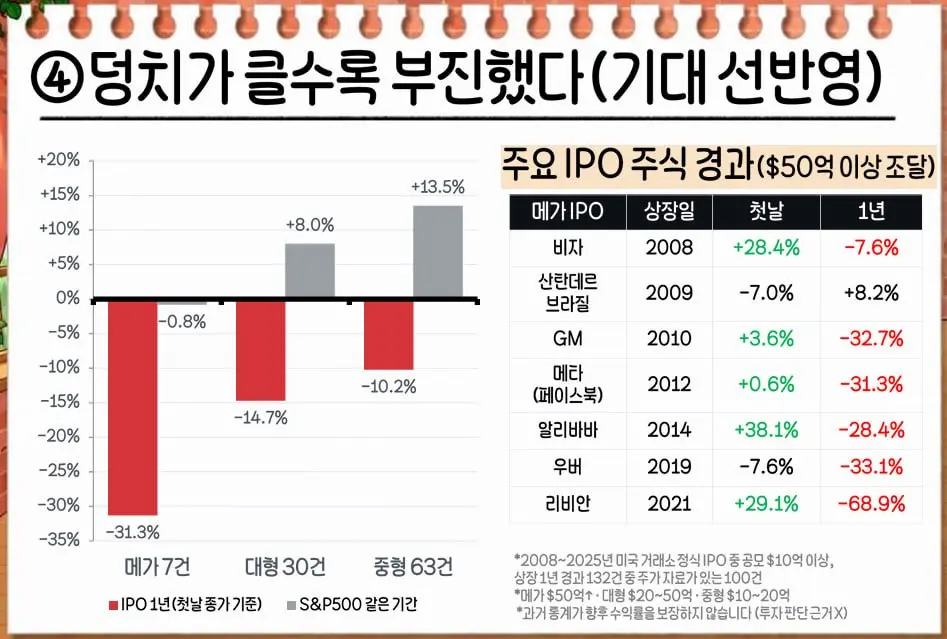 ④덩치가 클수록 부진했다(기대 선반영)
+20%
+15%
+10%
+5%
0%
-5%
-10%
-15%
-20%
-25%
-30%
-35%
-31.3%
-0.8%
-14.7%
+8.0%
-10.2%
+13.5%
메가 7건
대형 30건
중형 63건
IPO 1년(첫날 종가 기준)
S&P500 같은 기간
주요 IPO 주식 경과($50억 이상 조달)
메가 IPO 상장일 첫날 1년
비자 2008 +28.4% -7.6%
산탄데르
브라질 2009 -7.0% +8.2%
GM 2010 +3.6% -32.7%
메타
(페이스북) 2012 +0.6% -31.3%
알리바바 2014 +38.1% -28.4%
우버 2019 -7.6% -33.1%
리비안 2021 +29.1% -68.9%
*2008~2025년 미국 거래소 정식 IPO 중 공모 $10억 이상,
상장 1년 경과 132건 중 주가 자료가 있는 100건
*메가 $50억↑ · 대형 $20~50억 · 중형 $10~20억
*과거 통계가 향후 수익률을 보장하지 않습니다 (투자 판단 근거 X)